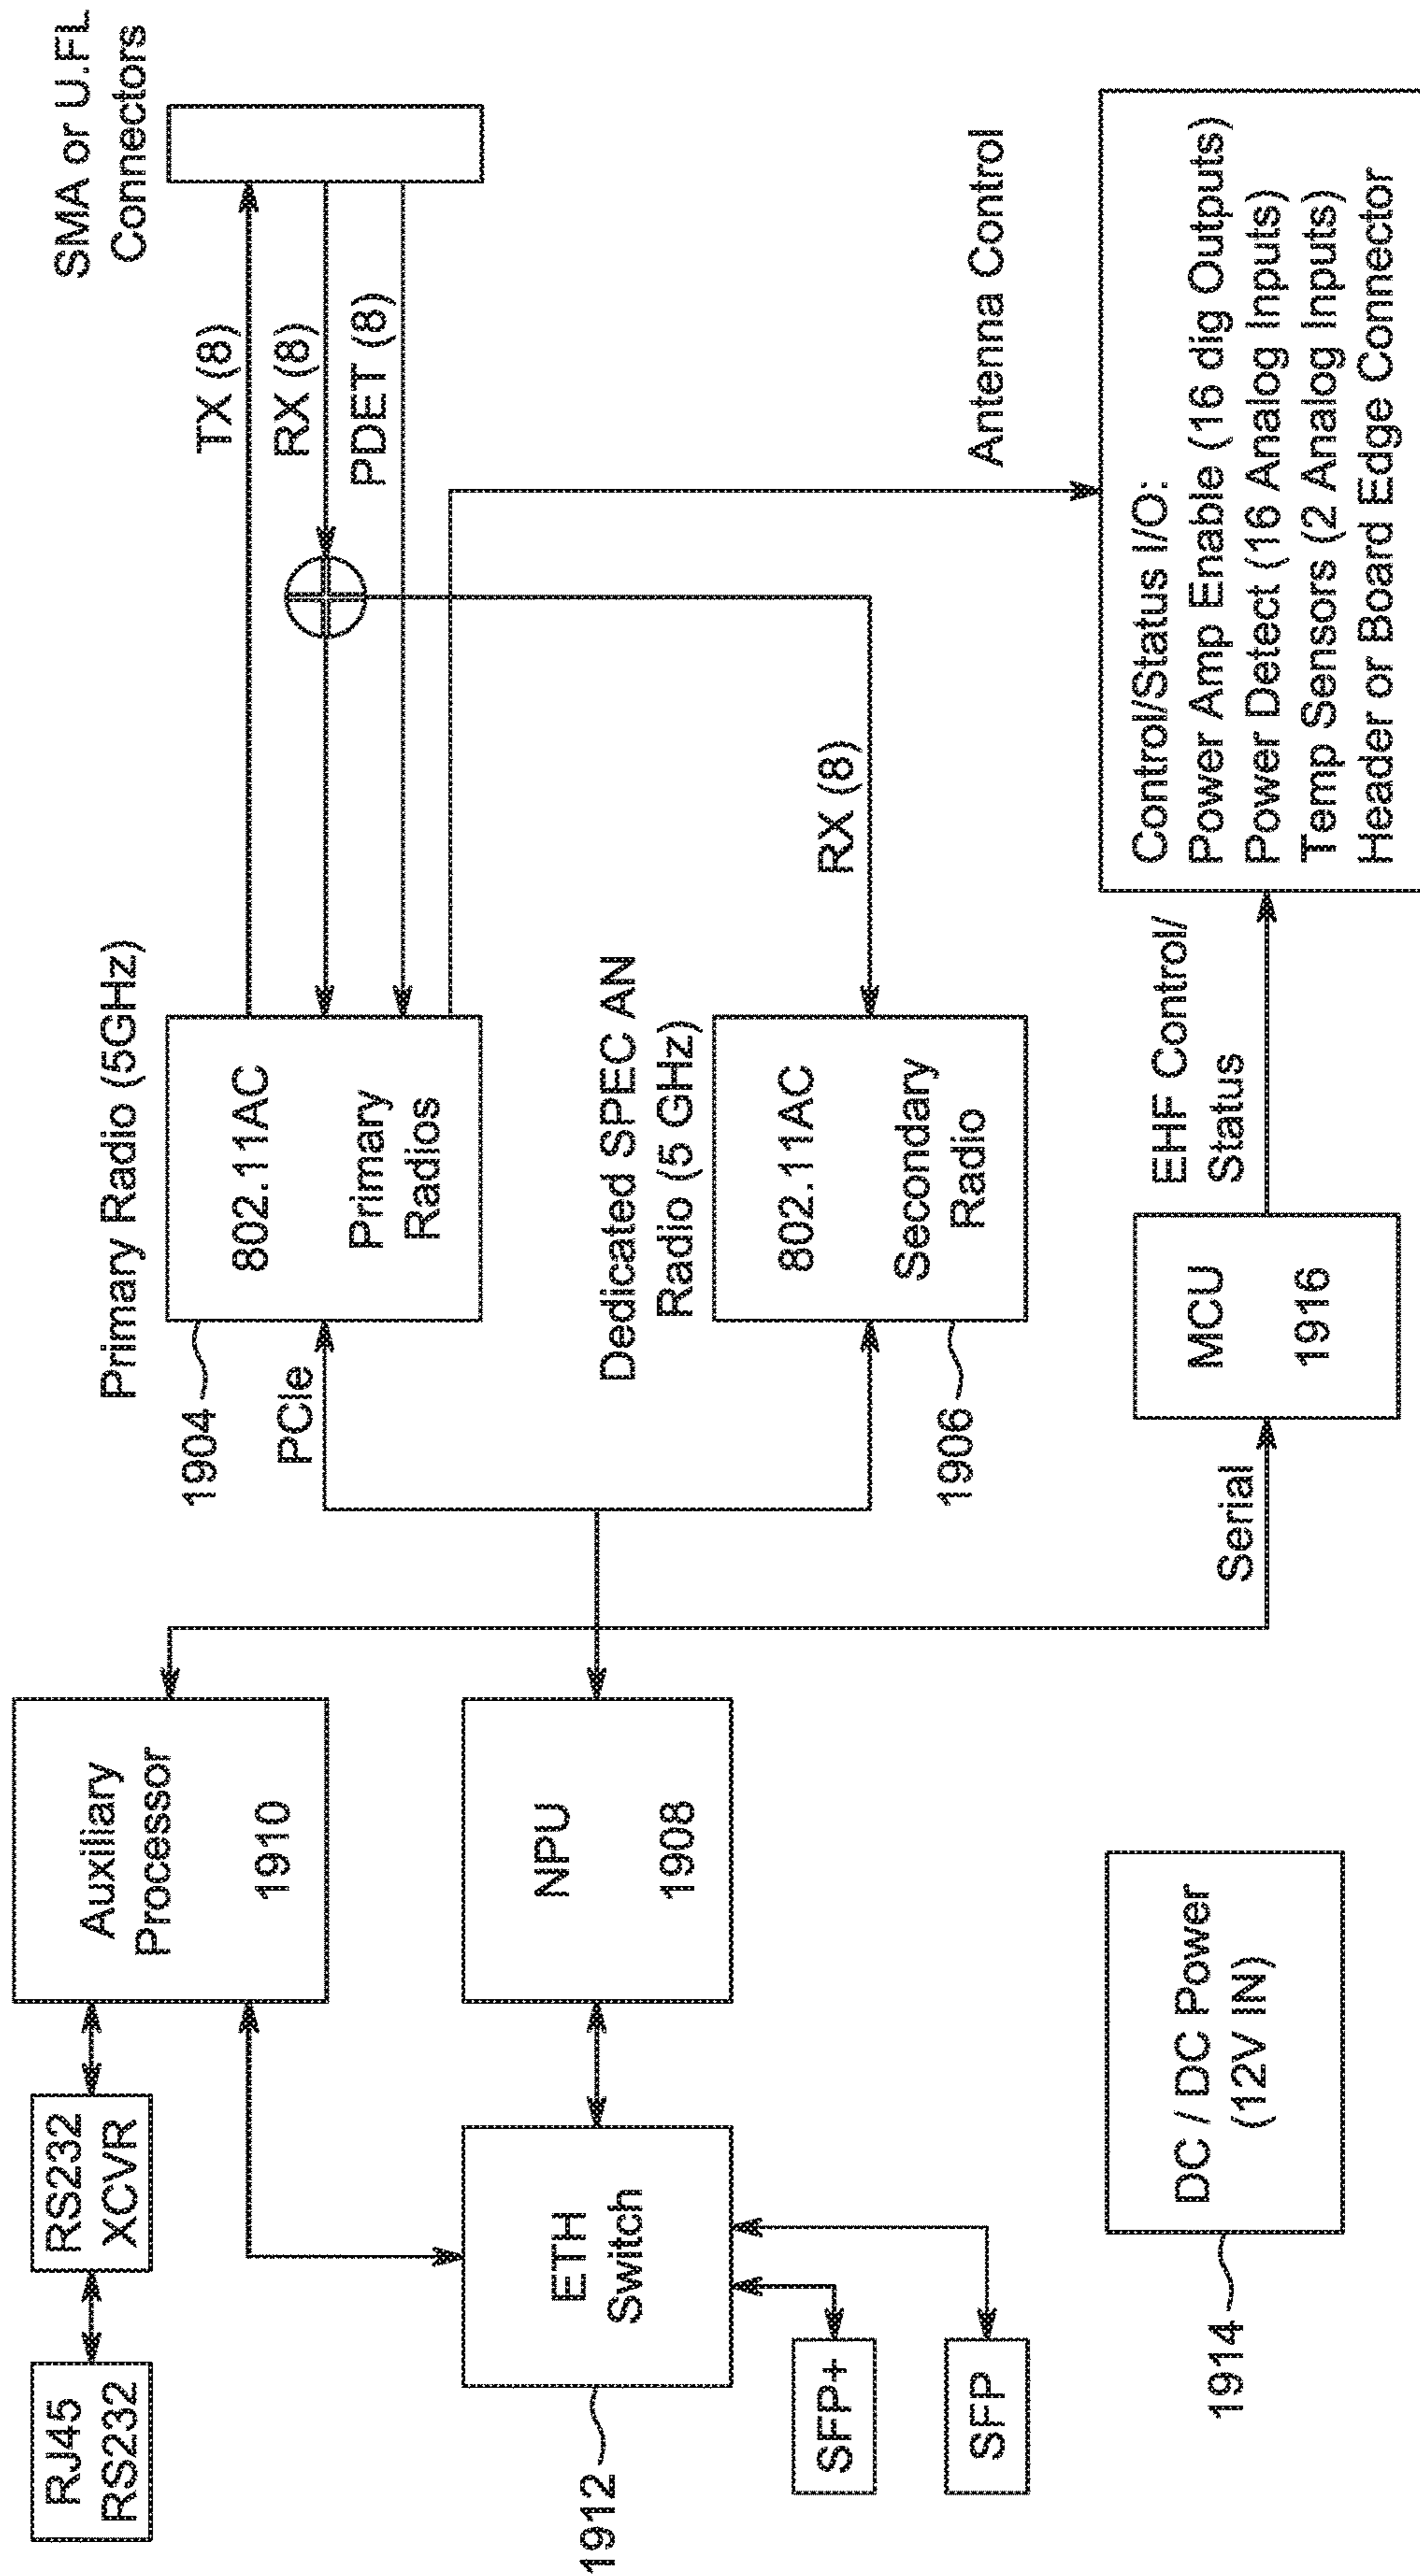 RJ45
RS232
RS232
XCVR
Auxiliary
Processor
1910
Primary Radio (5GHz)
1904
PCIe
802.11AC
Primary
Radios
TX (8)
RX (8)
PDET (8)
SMA or U.FL
Connectors
1912
ETH
Switch
SFP+
SFP
NPU
1908
Dedicated SPEC AN
Radio (5 GHz)
802.11AC
Secondary
Radio
1906
RX (8)
Antenna Control
1914
DC / DC Power
(12V IN)
Serial
MCU
1916
EHF Control/
Status
Control/Status I/O:
Power Amp Enable (16 dig Outputs)
Power Detect (16 Analog Inputs)
Temp Sensors (2 Analog Inputs)
Header or Board Edge Connector